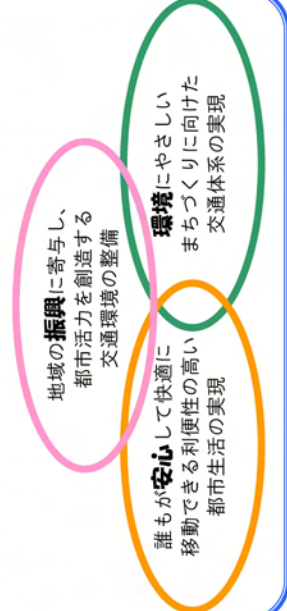 地域の振興に寄与し、
都市活力を創造する
交通環境の整備
誰もが安心して快適に
移動できる利便性の高い
都市生活の実現
環境にやさしい
まちづくりに向けた
交通体系の実現